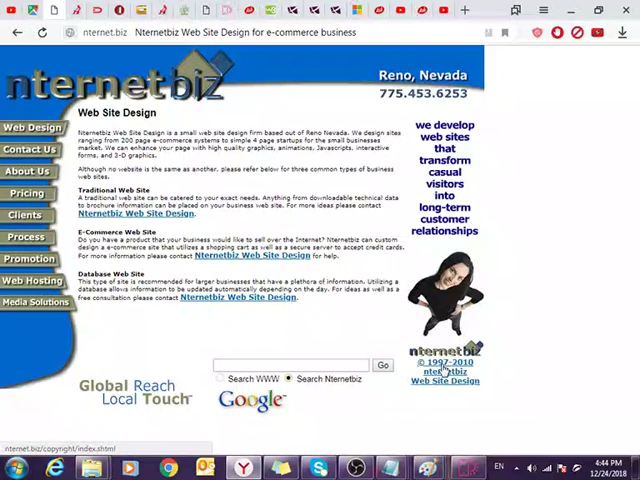 nternet.biz Nternetbiz Web Site Design for e-commerce business
nternetbiz
Reno, Nevada
775.453.6253
Web Design
Contact Us
About Us
Pricing
Clients
Process
Promotion
Web Hosting
Media Solutions
Web Site Design
Nternetbiz Web Site Design is a small web site design firm based out of Reno Nevada. We design sites
ranging from 200 page e-commerce systems to simple 4 page startups for the small businesses
market. We can enhance your page with high quality graphics, animations, Javascripts, interactive
forms, and 3-D graphics.
Although no website is the same as another, please refer below for three common types of business
web sites.
Traditional Web Site
A traditional web site can be catered to your exact needs. Anything from downloadable technical data
to brochure information can be placed on your business web site. For more ideas please contact
Nternetbiz Web Site Design.
E-Commerce Web Site
Do you have a product that your business would like to sell over the Internet? Nternetbiz can custom
design a e-commerce site that utilizes a shopping cart as well as a secure server to accept credit cards.
For more information please contact Nternetbiz Web Site Design for help.
Database Web Site
This type of site is recommended for larger businesses that have a plethora of information. Utilizing a
database allows information to be updated automatically depending on the day. For ideas as well as a
free consultation please contact Nternetbiz Web Site Design.
we develop
web sites
that
transform
casual
visitors
into
long-term
customer
relationships
nternetbiz
© 1997-2010
nternetbiz
Web Site Design
Go
Search WWW Search Nternetbiz
Global Reach
Local Touch™
Google™
nternet.biz/copyright/index.shtml
EN
4:44 PM
12/24/2018